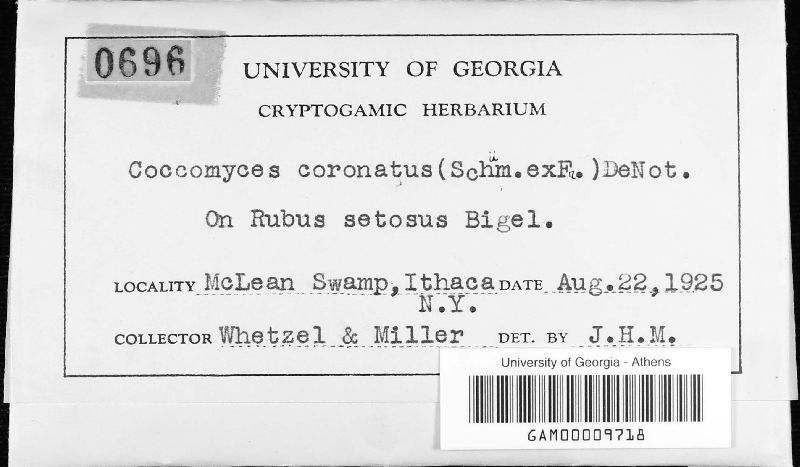 0696
UNIVERSITY OF GEORGIA
CRYPTOGAMIC HERBARIUM
Coccomyces coronatus(Schüm.exFr.)DeNot.
On Rubus setosus Bigel.
LOCALITY McLean Swamp,Ithaca DATE Aug.22,1925
N.Y.
COLLECTOR Whetzel & Miller DET. BY J.H.M.
University of Georgia - Athens
GAM00009718